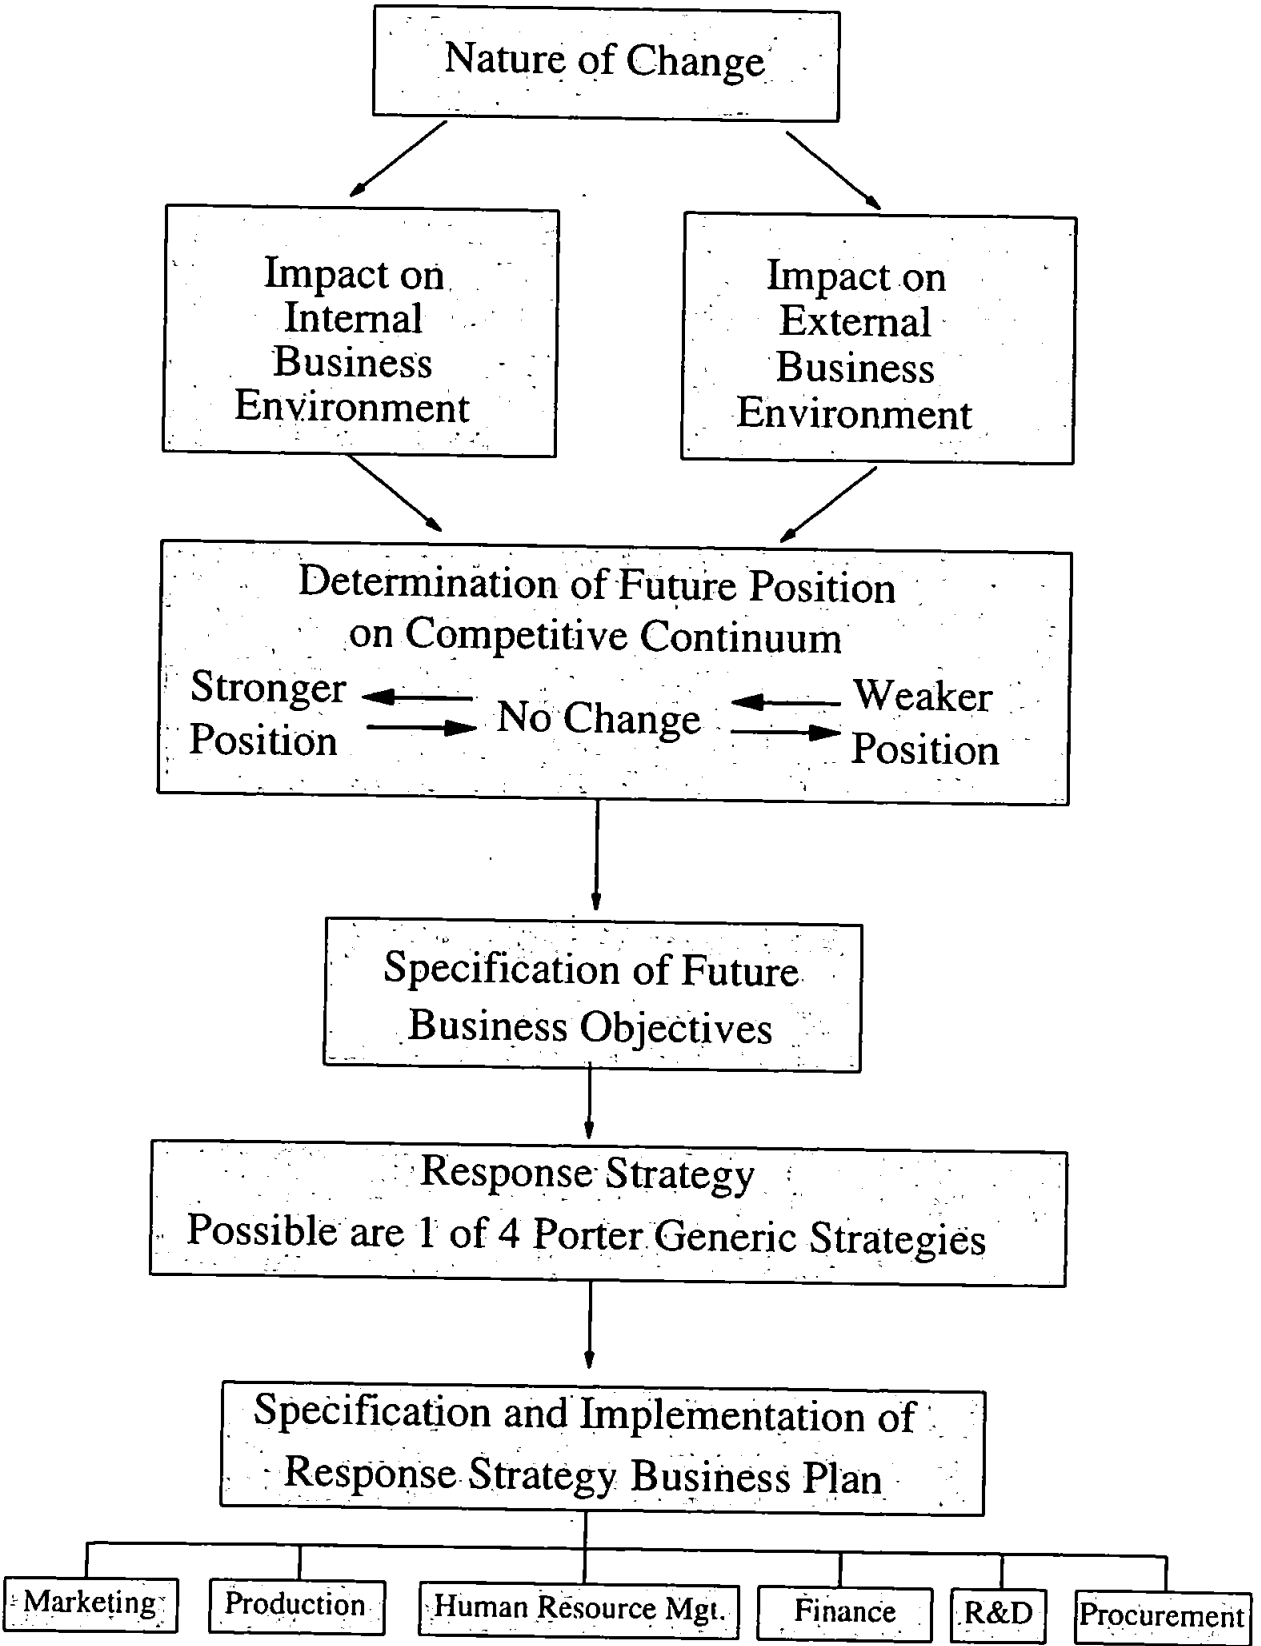 Nature of Change
Impact on
Internal
Business
Environment
Impact on
External
Business
Environment
Determination of Future Position
on Competitive Continuum
Stronger
Position
No Change
Weaker
Position
Specification of Future
Business Objectives
Response Strategy
Possible are 1 of 4 Porter Generic Strategies
Specification and Implementation of
Response Strategy Business Plan
Marketing
Production
Human Resource Mgt.
Finance
R&D
Procurement